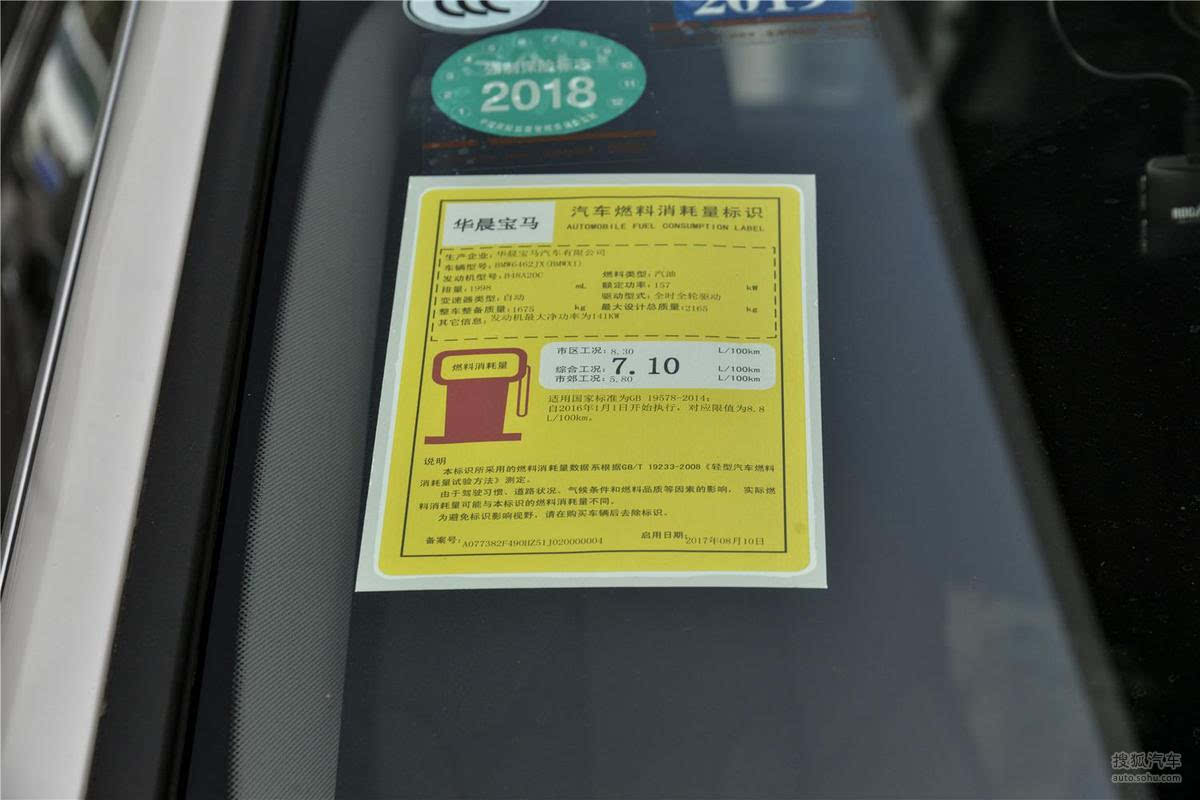 CCC
2019
强制保险标志
2018
10
11
12
华晨宝马
汽车燃料消耗量标识
AUTOMOBILE FUEL CONSUMPTION LABEL
生产企业: 华晨宝马汽车有限公司
车辆型号: BMW6462JX(BMWX1)
发动机型号: B48A20C 燃料类型: 汽油
排量: 1998 mL 额定功率: 157 kW
变速器类型: 自动 驱动型式: 全时全轮驱动
整车整备质量: 1675 kg 最大设计总质量: 2165 kg
其它信息: 发动机最大净功率为141KW
燃料消耗量
市区工况: 8.30 L/100km
综合工况: 7.10 L/100km
市郊工况: 5.80 L/100km
适用国家标准为GB 19578-2014;
自2016年1月1日开始执行, 对应限值为8.8
L/100km。
说明
本标识所采用的燃料消耗量数据系根据GB/T 19233-2008《轻型汽车燃料
消耗量试验方法》测定。
由于驾驶习惯、道路状况、气候条件和燃料品质等因素的影响, 实际燃
料消耗量可能与本标识的燃料消耗量不同。
为避免标识影响视野, 请在购买车辆后去除标识。
备案号: A077382F490HZ51J020000004 启用日期: 2017年08月10日
搜狐汽车
auto.sohu.com